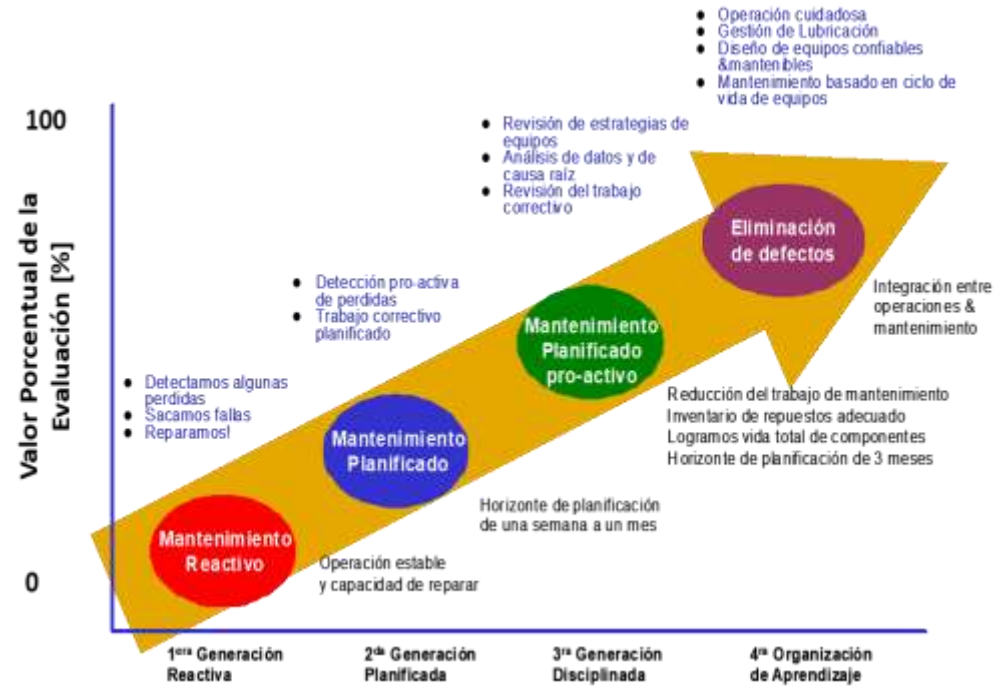 ● Operación cuidadosa
● Gestión de Lubricación
● Diseño de equipos confiables
&mantenibles
● Mantenimiento basado en ciclo de
vida de equipos
100
● Revisión de estrategias de
equipos
● Análisis de datos y de
causa raíz
● Revisión del trabajo
correctivo
Valor Porcentual de la
Evaluación [%]
Eliminación
de defectos
● Detección pro-activa
de perdidas
● Trabajo correctivo
planificado
Integración entre
operaciones &
mantenimiento
Mantenimiento
Planificado
pro-activo
● Detectamos algunas
perdidas
● Sacamos fallas
● Reparamos!
Reducción del trabajo de mantenimiento
Inventario de repuestos adecuado
Logramos vida total de componentes
Horizonte de planificación de 3 meses
Mantenimiento
Planificado
Horizonte de planificación
de una semana a un mes
Mantenimiento
Reactivo
Operación estable
y capacidad de reparar
0
1era Generación
Reactiva
2da Generación
Planificada
3ra Generación
Disciplinada
4ra Organización
de Aprendizaje